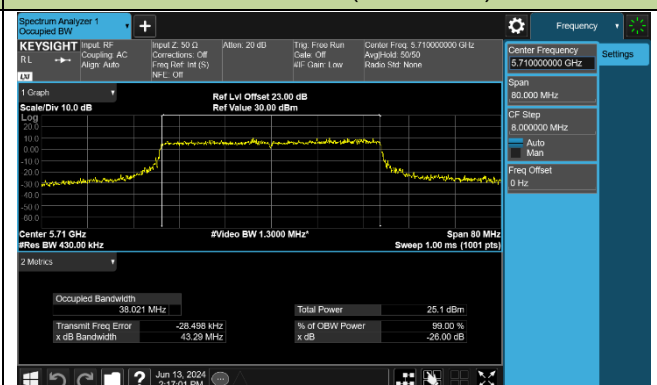 Spectrum Analyzer 1
Occupied BW
+
Frequency
KEYSIGHT
RL
LXI
Input: RF
Coupling: AC
Align: Auto
Input Z: 50 Ω
Corrections: Off
Freq Ref: Int (S)
NFE: Off
Atten: 20 dB
Trig: Free Run
Gate: Off
#IF Gain: Low
Center Freq: 5.710000000 GHz
Avg|Hold: 50/50
Radio Std: None
Center Frequency
5.710000000 GHz
Settings
Span
80.000 MHz
CF Step
8.000000 MHz
Auto
Man
Freq Offset
0 Hz
1 Graph
Scale/Div 10.0 dB
Ref Lvl Offset 23.00 dB
Ref Value 30.00 dBm
Log
20.0
10.0
0.00
-10.0
-20.0
-30.0
-40.0
-50.0
-60.0
Center 5.71 GHz
#Res BW 430.00 kHz
#Video BW 1.3000 MHz*
Span 80 MHz
Sweep 1.00 ms (1001 pts)
2 Metrics
Occupied Bandwidth
38.021 MHz
Total Power 25.1 dBm
Transmit Freq Error -28.498 kHz
% of OBW Power 99.00 %
x dB Bandwidth 43.29 MHz
x dB -26.00 dB
?
Jun 13, 2024
2:17:01 PM